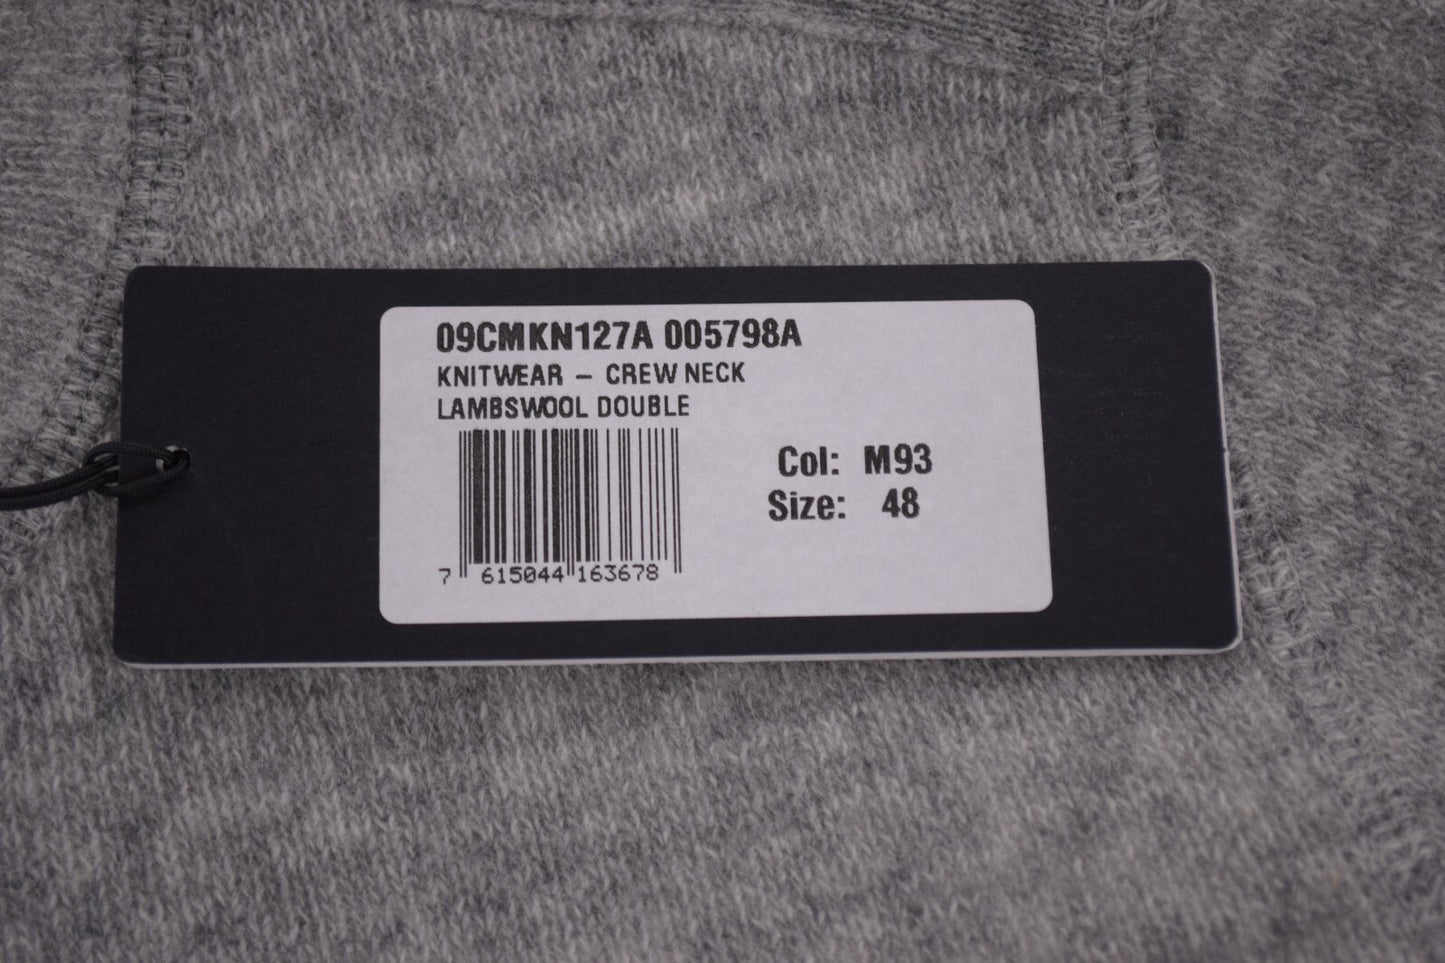 09CMKN127A 005798A
KNITWEAR – CREW NECK
LAMBSWOOL DOUBLE
Col: M93
Size: 48
7 615044 163678